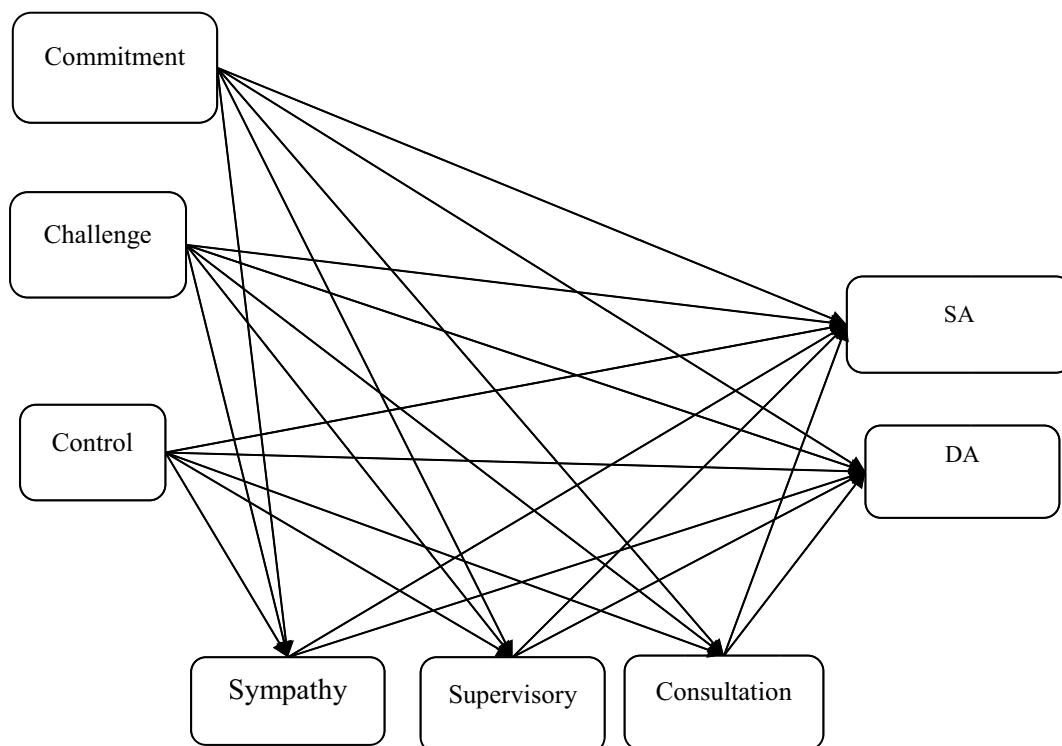 Commitment
Challenge
SA
Control
DA
Sympathy
Supervisory
Consultation